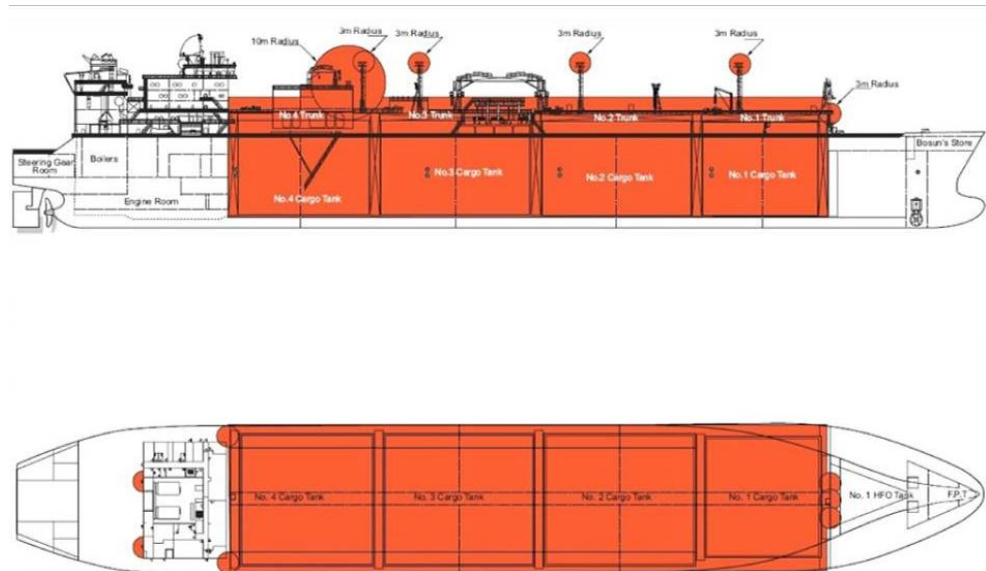 10m Radius
3m Radius
3m Radius
3m Radius
3m Radius
3m Radius
No.4 Trunk
No.3 Trunk
No.2 Trunk
No.1 Trunk
Steering Gear
Room
Boilers
Engine Room
No.4 Cargo Tank
No.3 Cargo Tank
No.2 Cargo Tank
No.1 Cargo Tank
Bosun's Store
No. 4 Cargo Tank
No. 3 Cargo Tank
No. 2 Cargo Tank
No. 1 Cargo Tank
No. 1 HFO Tank
F.P.T